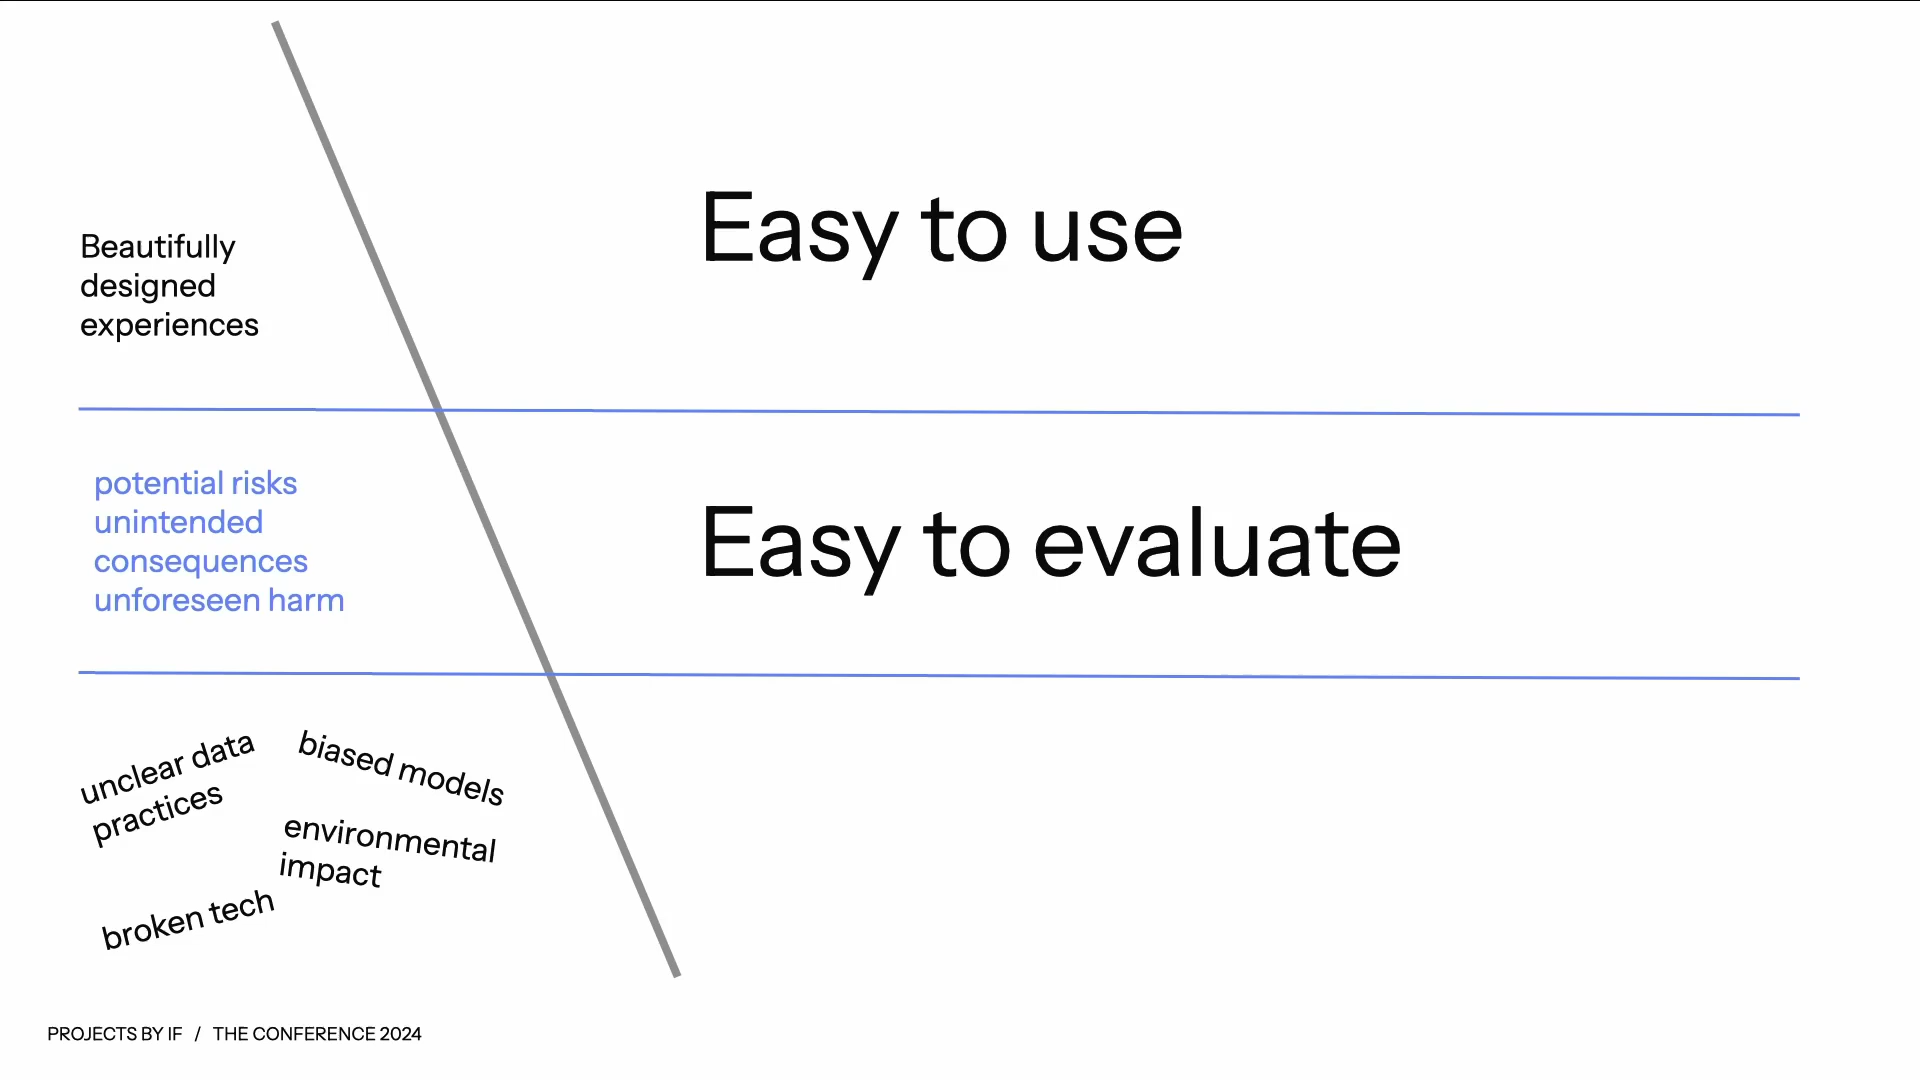 Easy to use
Beautifully
designed
experiences
potential risks
unintended
consequences
unforeseen harm
Easy to evaluate
unclear data
practices
biased models
environmental
impact
broken tech
PROJECTS BY IF / THE CONFERENCE 2024